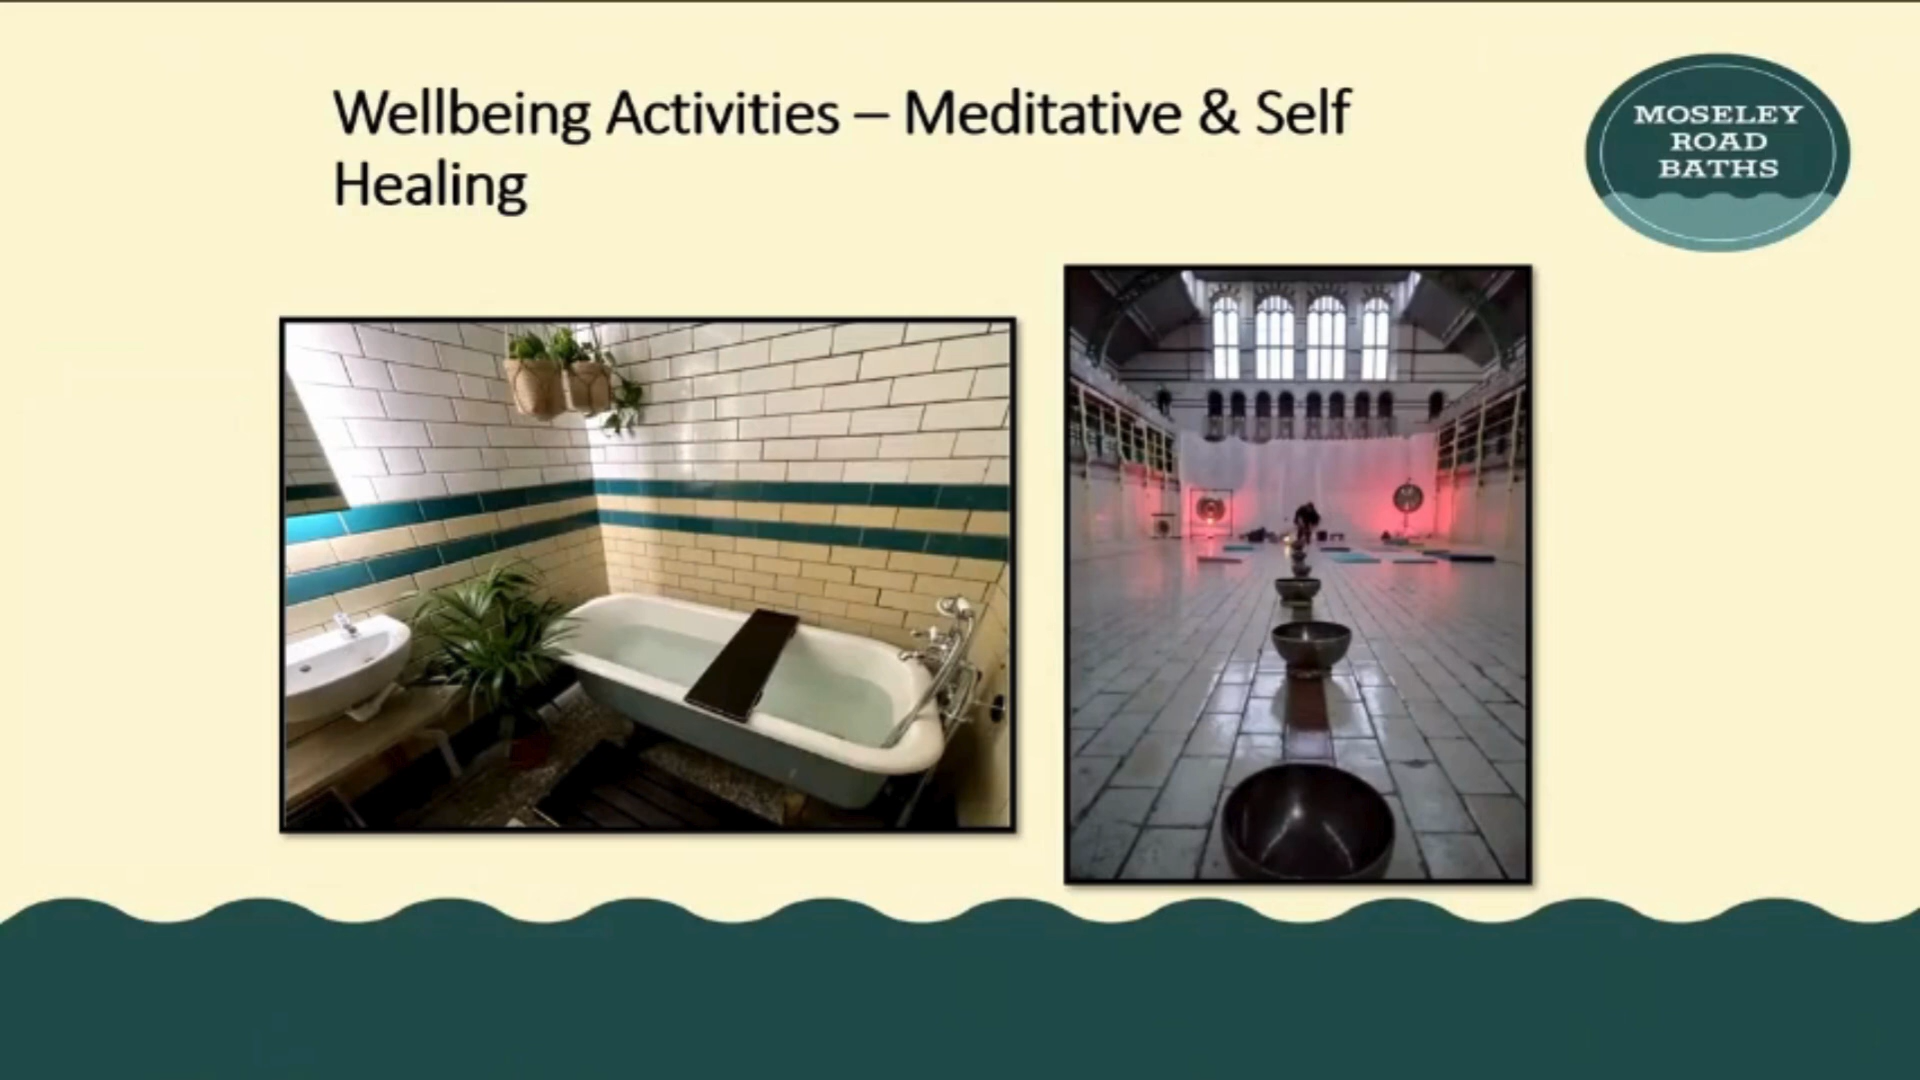 Wellbeing Activities – Meditative & Self
Healing
MOSELEY
ROAD
BATHS